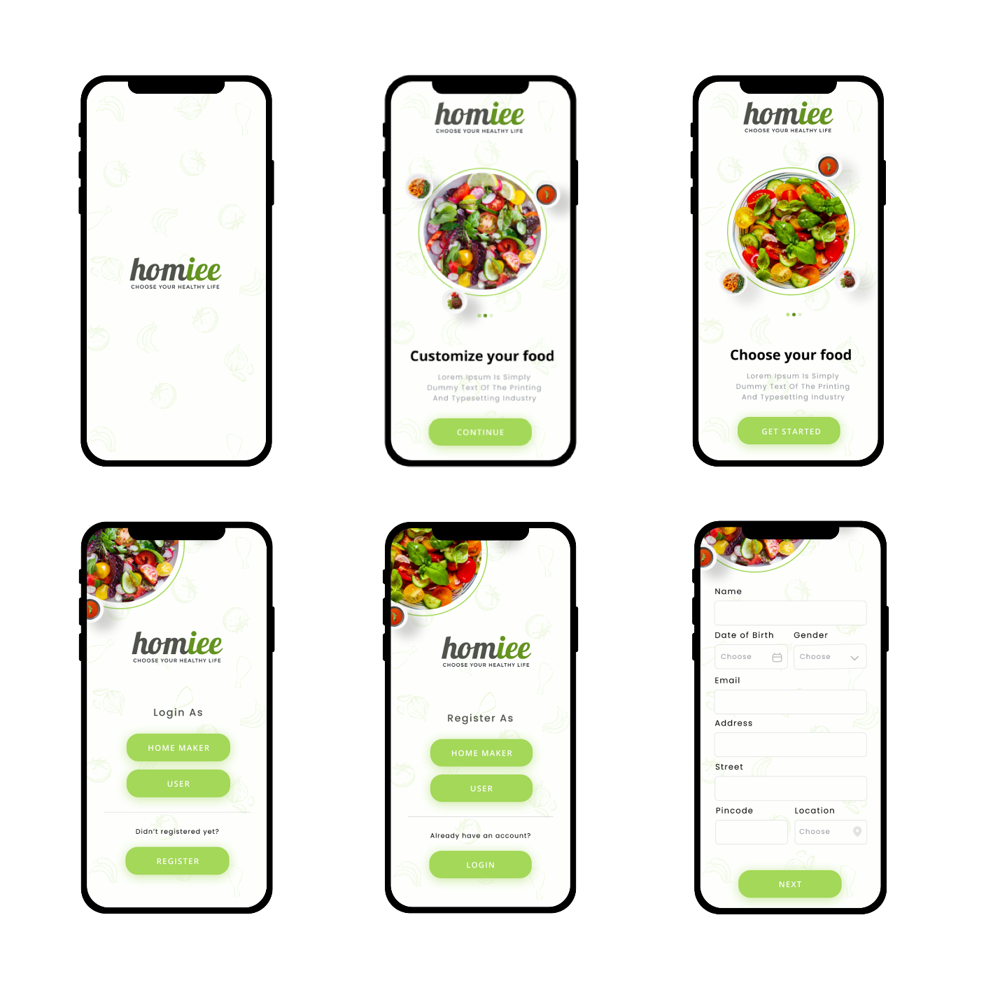 homiee
CHOOSE YOUR HEALTHY LIFE
homiee
CHOOSE YOUR HEALTHY LIFE
Customize your food
Lorem Ipsum Is Simply
Dummy Text Of The Printing
And Typesetting Industry
CONTINUE
homiee
CHOOSE YOUR HEALTHY LIFE
Choose your food
Lorem Ipsum Is Simply
Dummy Text Of The Printing
And Typesetting Industry
GET STARTED
homiee
CHOOSE YOUR HEALTHY LIFE
Login As
HOME MAKER
USER
Didn't registered yet?
REGISTER
homiee
CHOOSE YOUR HEALTHY LIFE
Register As
HOME MAKER
USER
Already have an account?
LOGIN
Name
Date of Birth Gender
Choose Choose
Email
Address
Street
Pincode Location
Choose
NEXT